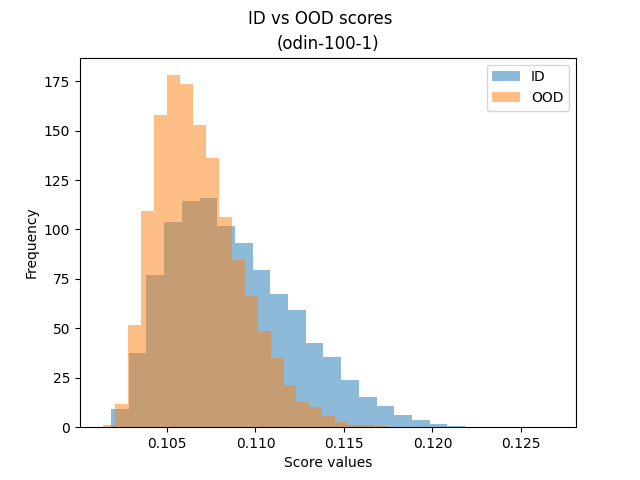 ID vs OOD scores
(odin-100-1)
ID
OOD
175
150
125
100
75
50
25
0
Frequency
0.105 0.110 0.115 0.120 0.125
Score values